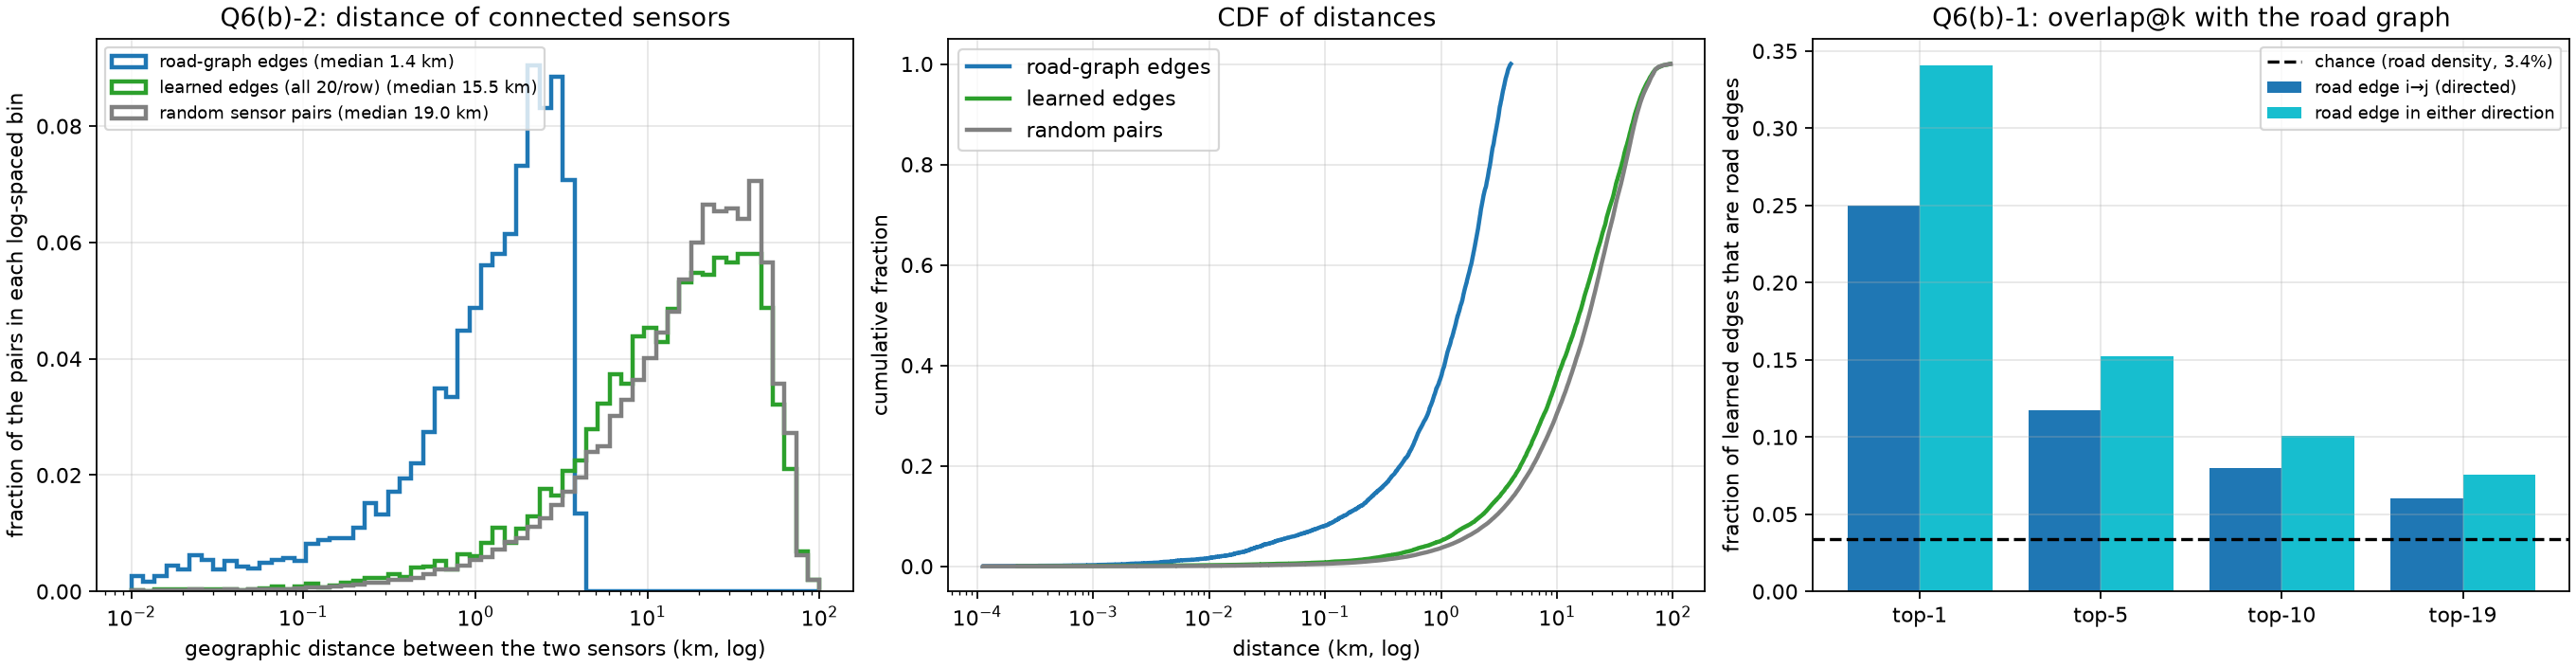 Q6(b)-2: distance of connected sensors
road-graph edges (median 1.4 km)
learned edges (all 20/row) (median 15.5 km)
random sensor pairs (median 19.0 km)
fraction of the pairs in each log-spaced bin
0.00
0.02
0.04
0.06
0.08
10⁻² 10⁻¹ 10⁰ 10¹ 10²
geographic distance between the two sensors (km, log)
CDF of distances
road-graph edges
learned edges
random pairs
cumulative fraction
1.0
0.8
0.6
0.4
0.2
0.0
10⁻⁴ 10⁻³ 10⁻² 10⁻¹ 10⁰ 10¹ 10²
distance (km, log)
Q6(b)-1: overlap@k with the road graph
chance (road density, 3.4%)
road edge i→j (directed)
road edge in either direction
fraction of learned edges that are road edges
0.35
0.30
0.25
0.20
0.15
0.10
0.05
0.00
top-1 top-5 top-10 top-19